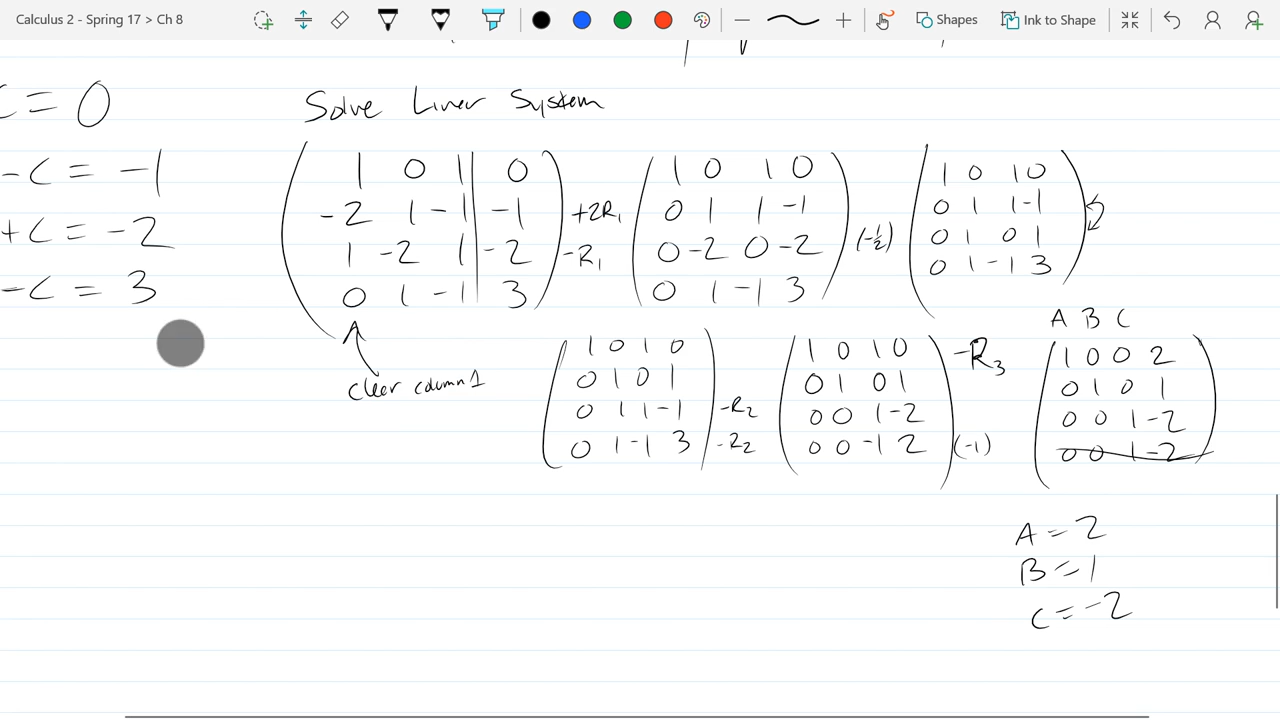 Calculus 2 - Spring 17 > Ch 8
Shapes
Ink to Shape
C = 0
-C = -1
+C = -2
-C = 3
Solve Linear System
1 0 1 | 0
-2 1 -1 | -1 +2R1
1 -2 1 | -2 -R1
0 1 -1 | 3
1 0 1 0
0 1 1 -1
0 -2 0 -2 (-1/2)
0 1 -1 3
1 0 1 0
0 1 1 -1
0 1 0 1
0 1 -1 3
clear column 1
1 0 1 0
0 1 0 1
0 1 1 -1 -R2
0 1 -1 3 -R2
1 0 1 0 -R3
0 1 0 1
0 0 1 -2
0 0 -1 2 (-1)
A B C
1 0 0 2
0 1 0 1
0 0 1 -2
0 0 1 -2
A = 2
B = 1
C = -2